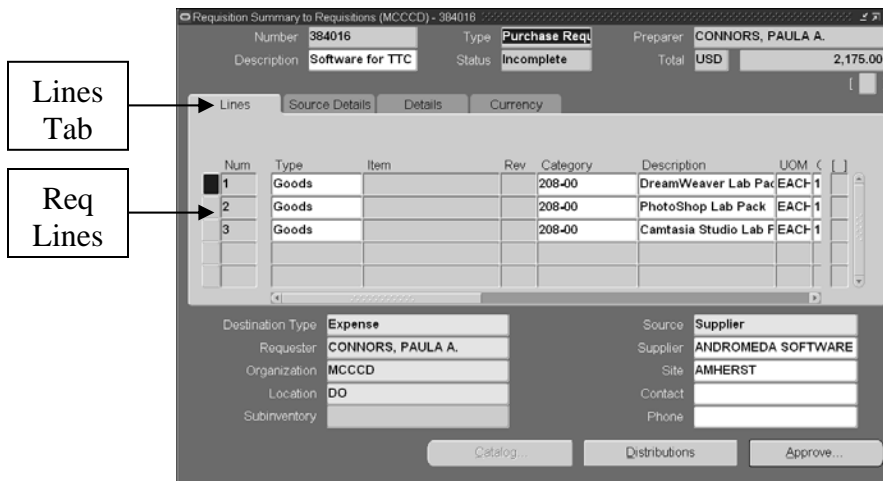 Requisition Summary to Requisitions (MCCCD) - 384016
Number 384016 Type Purchase Requ Preparer CONNORS, PAULA A.
Description Software for TTC Status Incomplete Total USD 2,175.00
[
Lines Tab
Lines Source Details Details Currency
Num Type Item Rev Category Description UOM [ ]
Req Lines
1 Goods 208-00 DreamWeaver Lab Pac EACH 1
2 Goods 208-00 PhotoShop Lab Pack EACH 1
3 Goods 208-00 Camtasia Studio Lab P EACH 1
Destination Type Expense Source Supplier
Requester CONNORS, PAULA A. Supplier ANDROMEDA SOFTWARE
Organization MCCCD Site AMHERST
Location DO Contact
Subinventory Phone
Catalog... Distributions Approve...